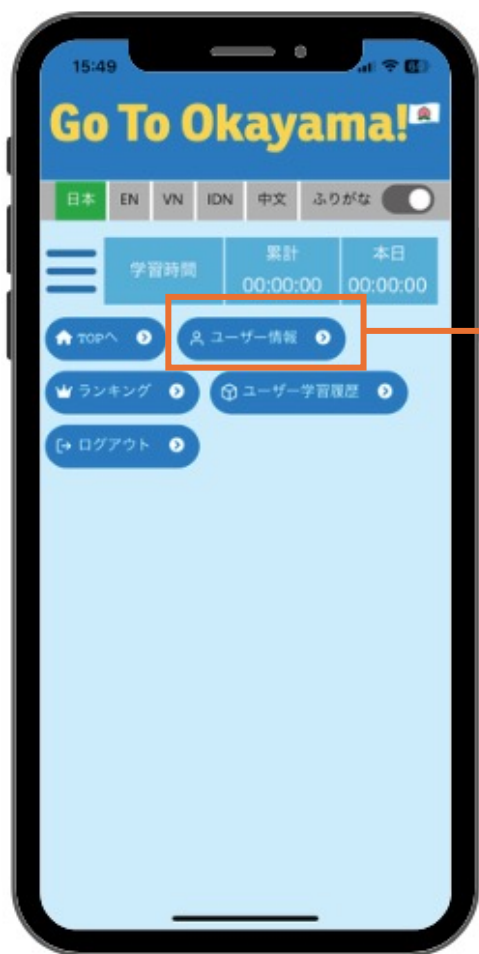 15:49
Go To Okayama!
日本 EN VN IDN 中文 ふりがな
学習時間 累計 本日
00:00:00 00:00:00
TOPへ ユーザー情報
ランキング ユーザー学習履歴
ログアウト